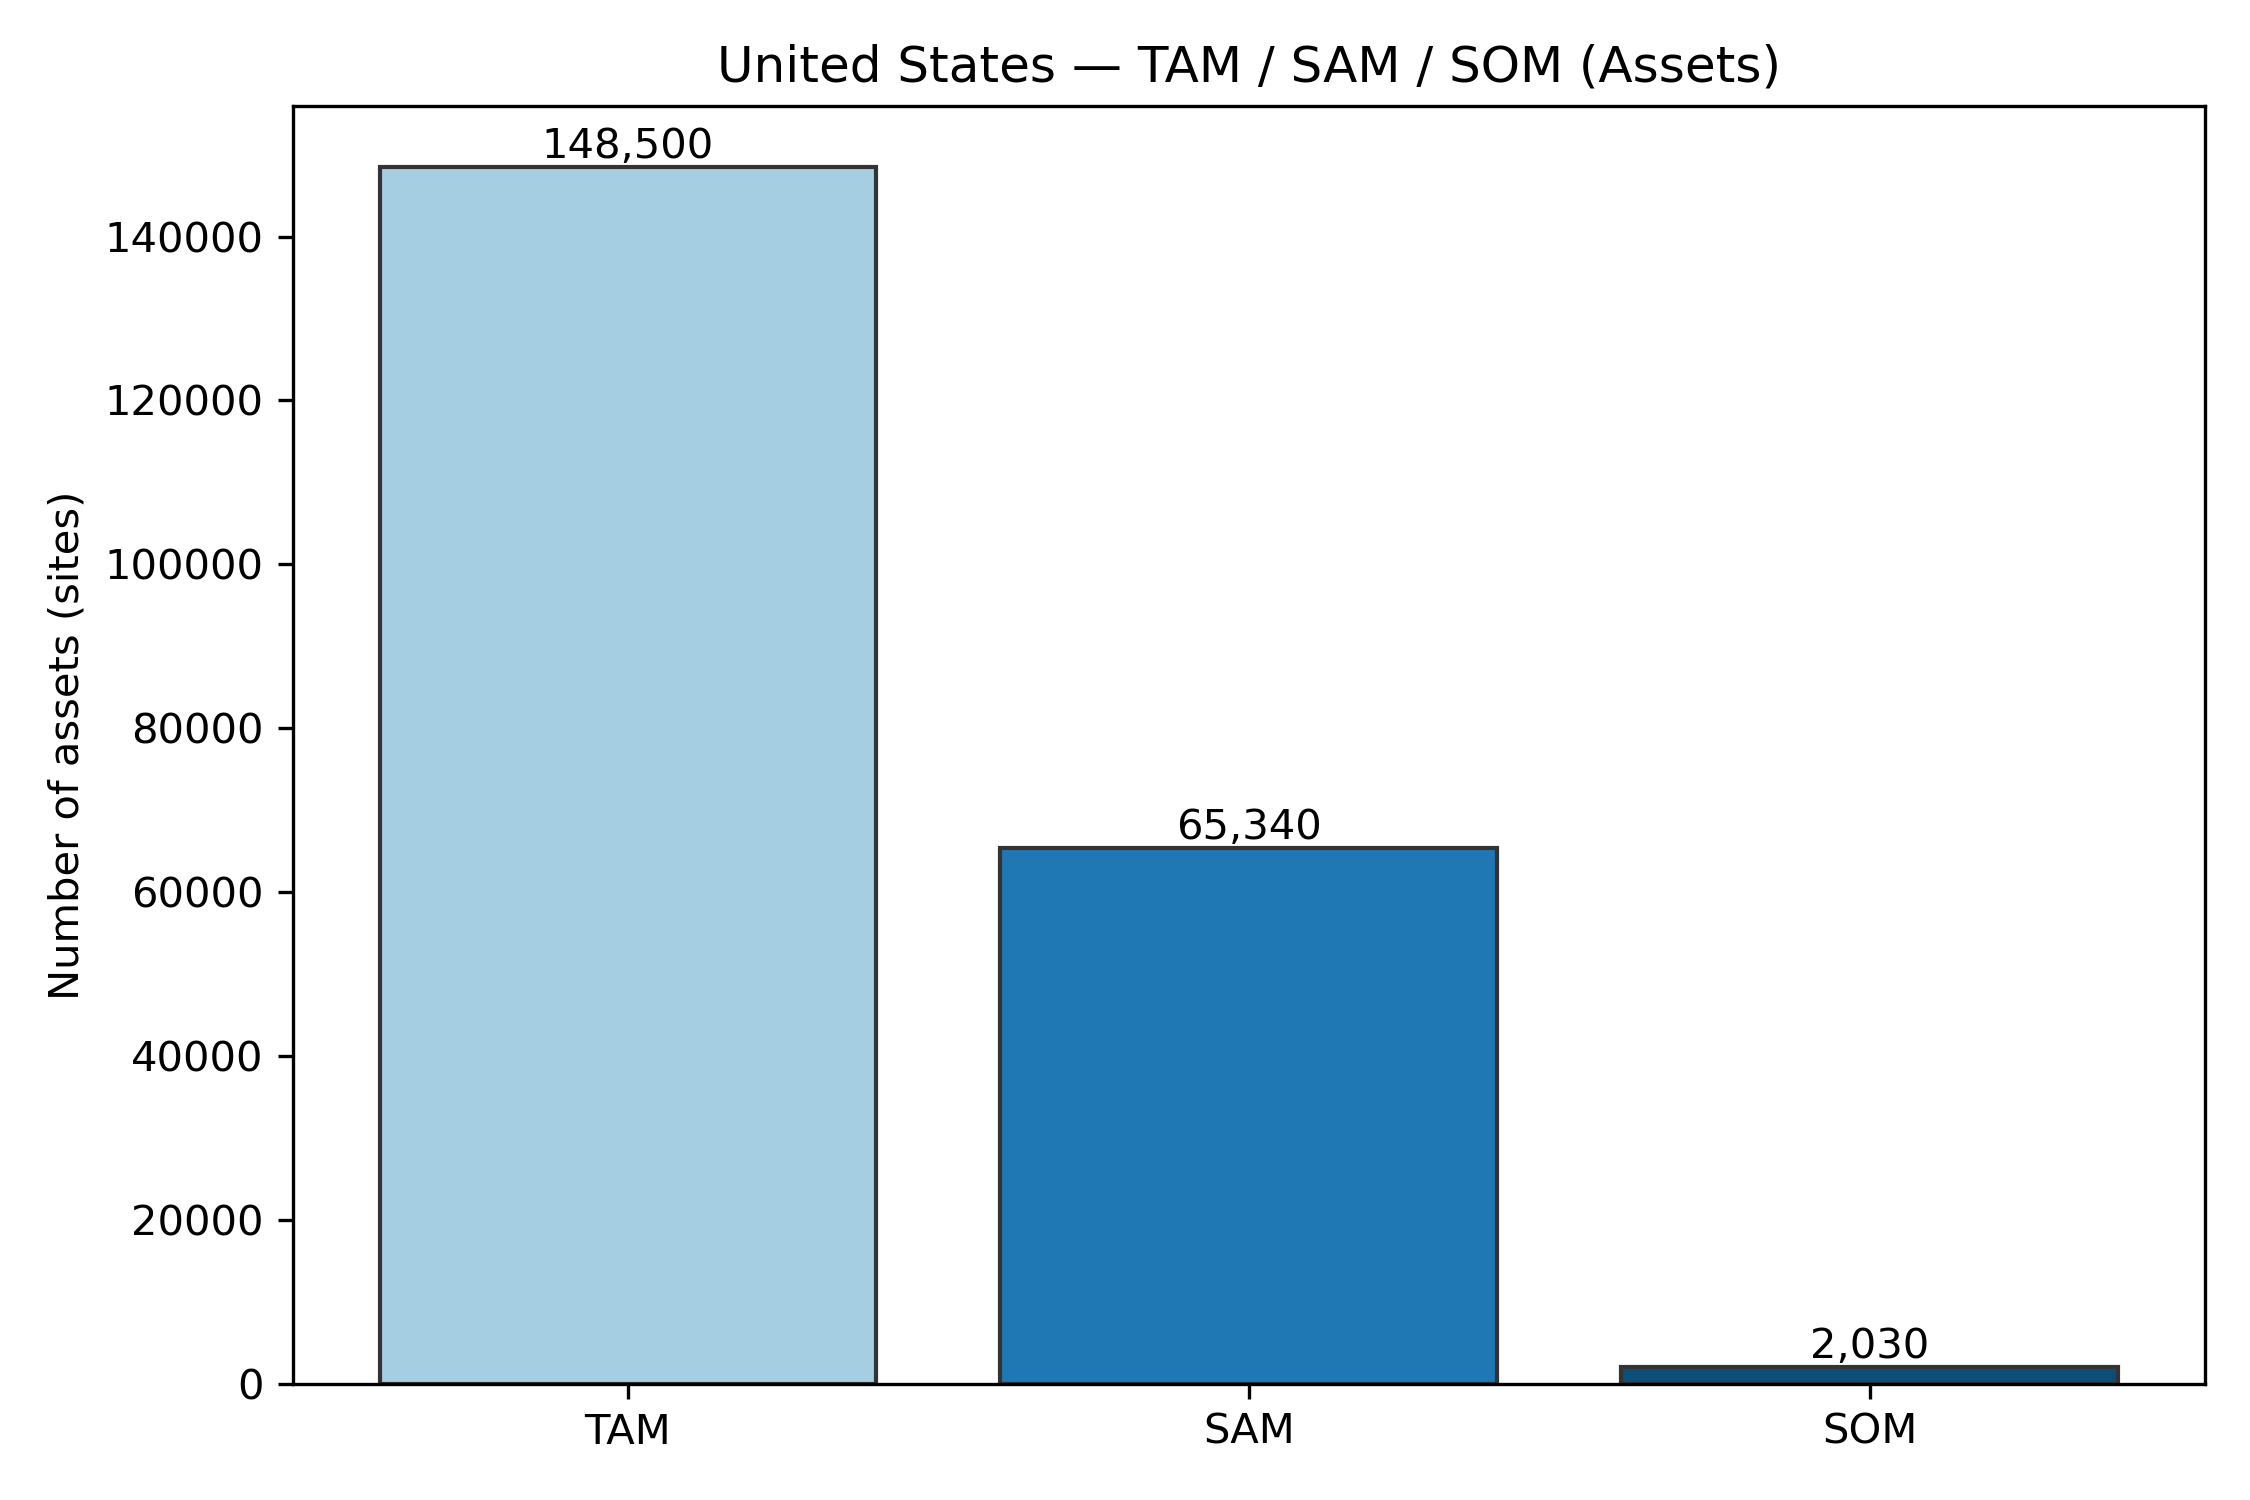 United States — TAM / SAM / SOM (Assets)
Number of assets (sites)
140000
120000
100000
80000
60000
40000
20000
0
148,500
65,340
2,030
TAM
SAM
SOM